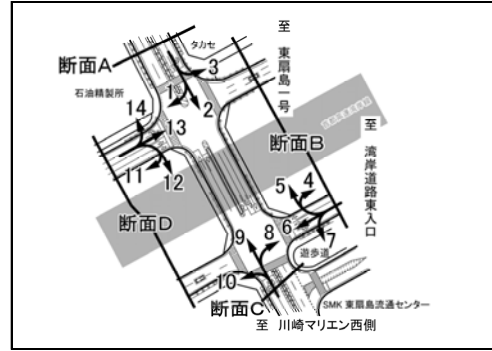 タカセ
断面A
石油精製所
至 東扇島一号
至 湾岸道路東入口
断面B
断面D
断面C
遊歩道
SMK 東扇島流通センター
至 川崎マリエン西側
1
2
3
4
5
6
7
8
9
10
11
12
13
14